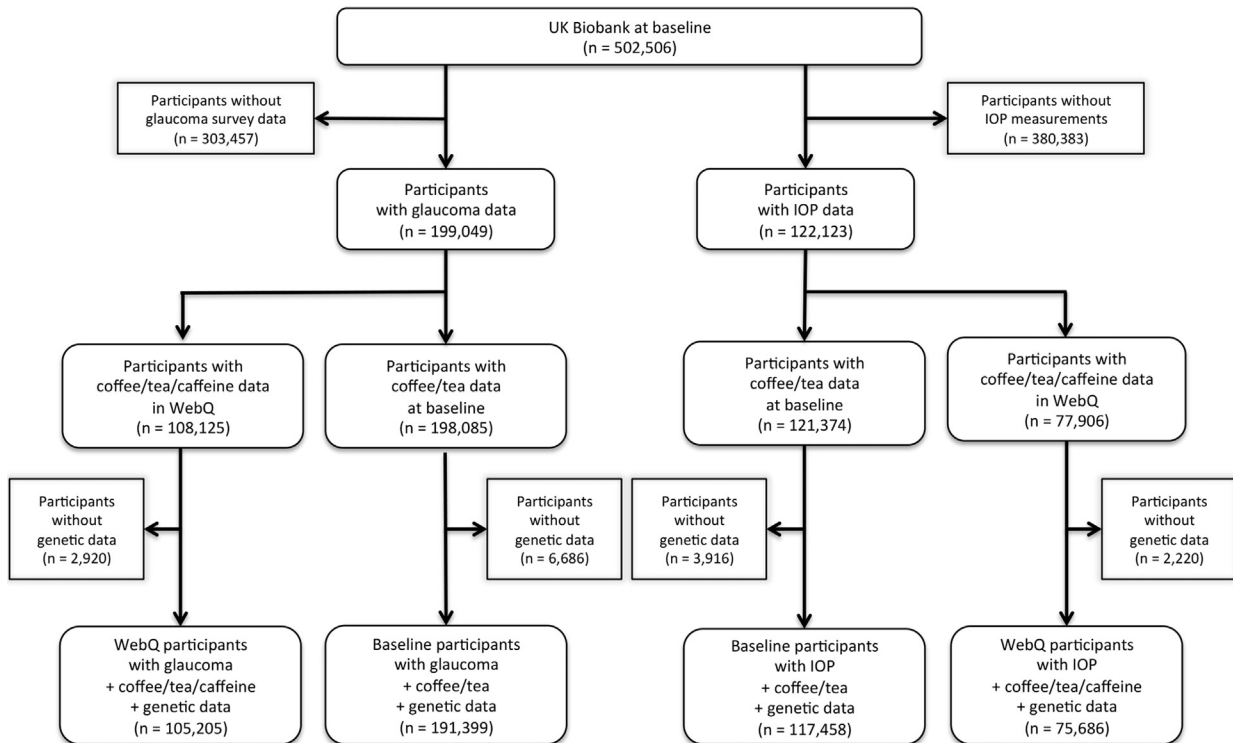 UK Biobank at baseline
(n = 502,506)
Participants without
glaucoma survey data
(n = 303,457)
Participants without
IOP measurements
(n = 380,383)
Participants
with glaucoma data
(n = 199,049)
Participants
with IOP data
(n = 122,123)
Participants with
coffee/tea/caffeine data
in WebQ
(n = 108,125)
Participants with
coffee/tea data
at baseline
(n = 198,085)
Participants with
coffee/tea data
at baseline
(n = 121,374)
Participants with
coffee/tea/caffeine data
in WebQ
(n = 77,906)
Participants
without
genetic data
(n = 2,920)
Participants
without
genetic data
(n = 6,686)
Participants
without
genetic data
(n = 3,916)
Participants
without
genetic data
(n = 2,220)
WebQ participants
with glaucoma
+ coffee/tea/caffeine
+ genetic data
(n = 105,205)
Baseline participants
with glaucoma
+ coffee/tea
+ genetic data
(n = 191,399)
Baseline participants
with IOP
+ coffee/tea
+ genetic data
(n = 117,458)
WebQ participants
with IOP
+ coffee/tea/caffeine
+ genetic data
(n = 75,686)